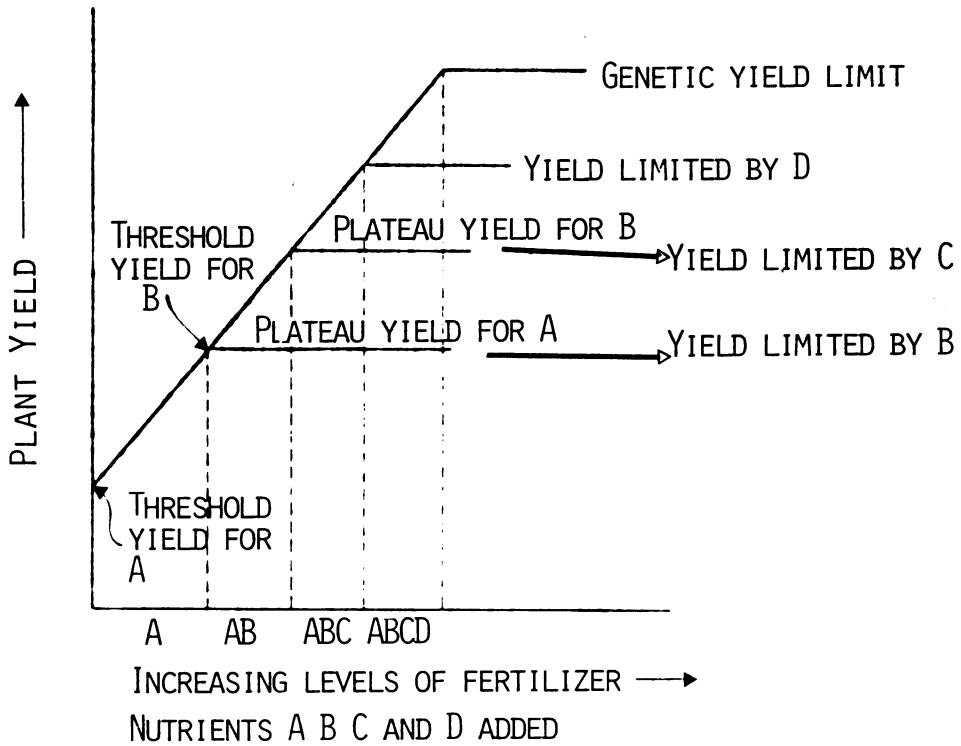 GENETIC YIELD LIMIT
YIELD LIMITED BY D
PLATEAU YIELD FOR B
THRESHOLD
YIELD FOR
B
YIELD LIMITED BY C
PLATEAU YIELD FOR A
YIELD LIMITED BY B
PLANT YIELD
THRESHOLD
YIELD FOR
A
A AB ABC ABCD
INCREASING LEVELS OF FERTILIZER
NUTRIENTS A B C AND D ADDED